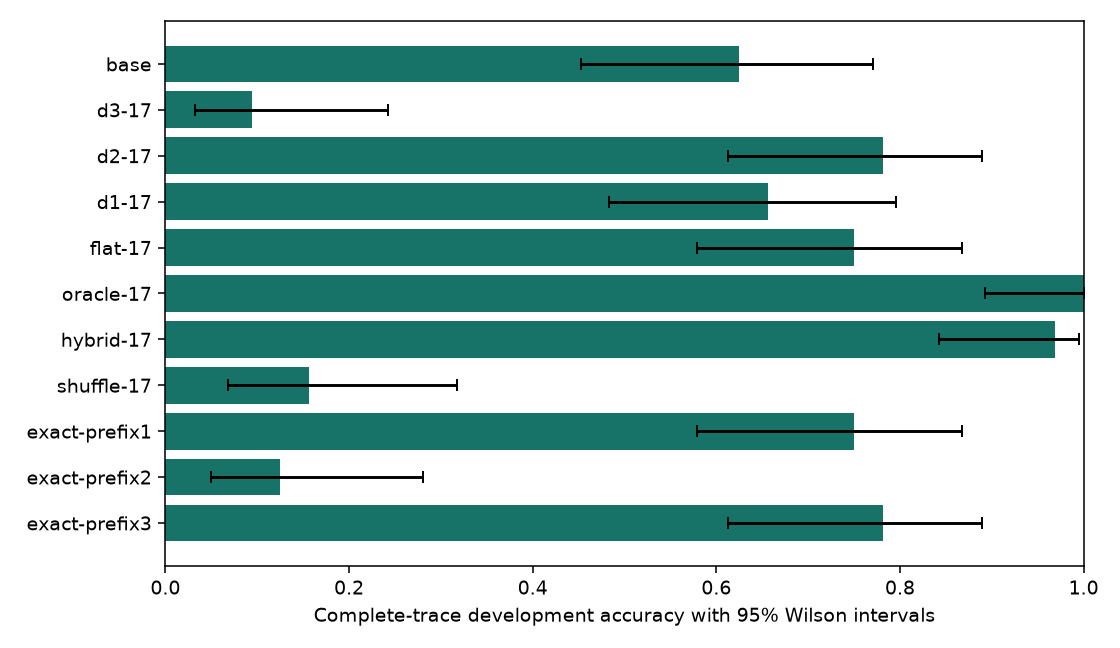 base
d3-17
d2-17
d1-17
flat-17
oracle-17
hybrid-17
shuffle-17
exact-prefix1
exact-prefix2
exact-prefix3
0.0 0.2 0.4 0.6 0.8 1.0
Complete-trace development accuracy with 95% Wilson intervals